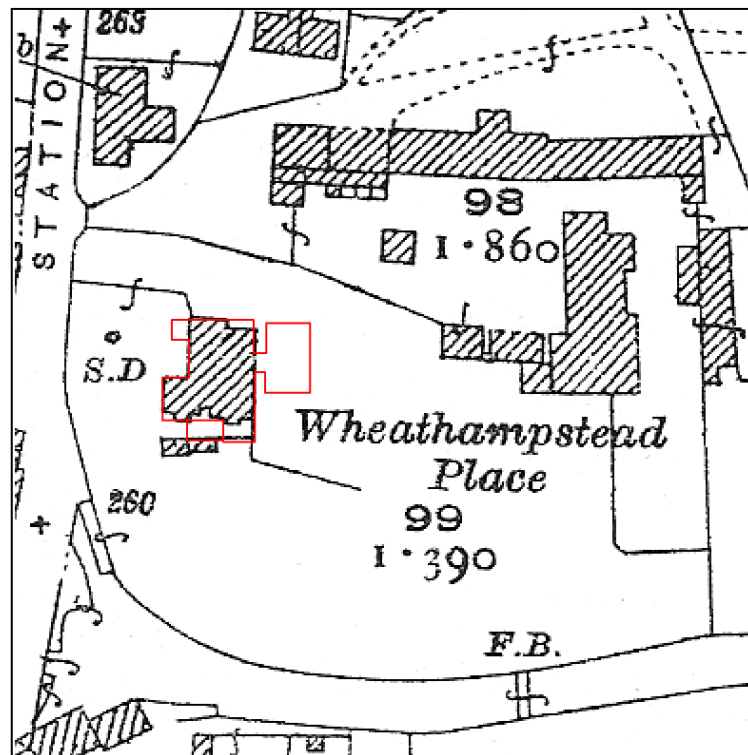 263
b
STATION
98
1·860
S.D
Wheathampstead
Place
260
99
1·390
F.B.